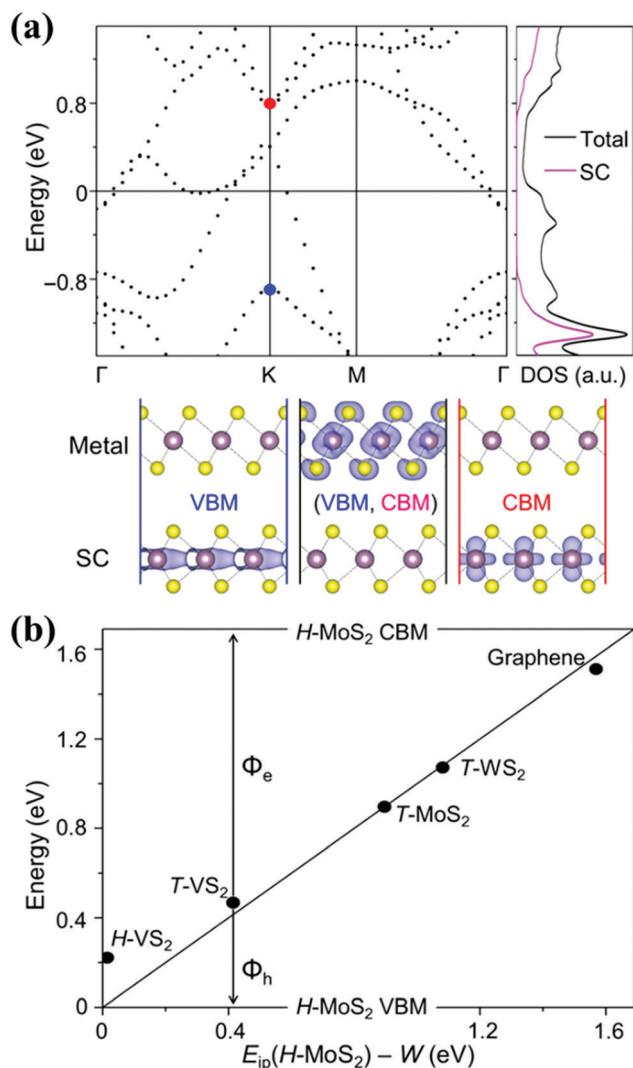 (a)
Energy (eV)
0.8
0
−0.8
Γ
K
M
Γ
Total
SC
DOS (a.u.)
Metal
VBM
(VBM, CBM)
CBM
SC
(b)
Energy (eV)
1.6
1.2
0.8
0.4
0
H-MoS₂ CBM
Graphene
Φₑ
T-WS₂
T-MoS₂
T-VS₂
H-VS₂
Φₕ
H-MoS₂ VBM
0
0.4
1.2
1.6
Eᵢₚ(H-MoS₂) – W (eV)